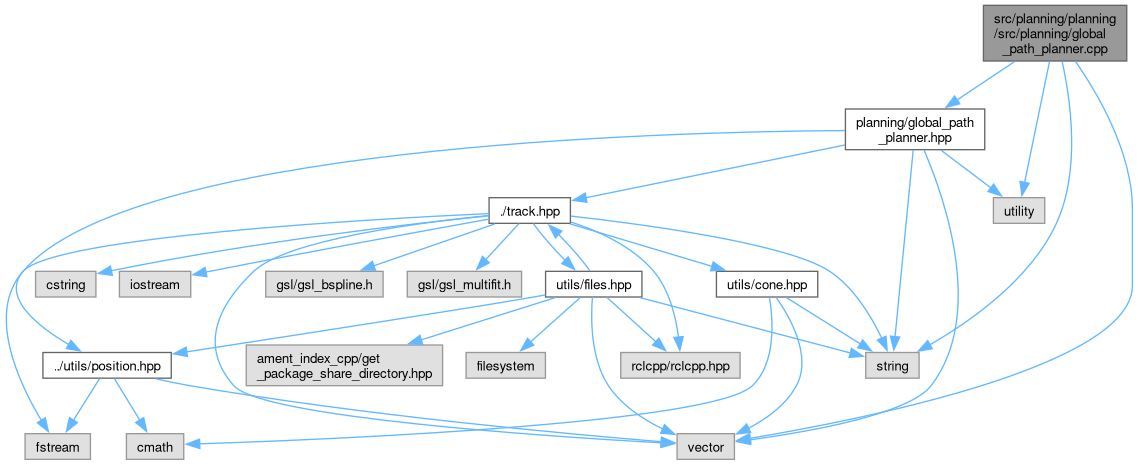 src/planning/planning
/src/planning/global
_path_planner.cpp
planning/global_path
_planner.hpp
utility
./track.hpp
cstring
iostream
gsl/gsl_bspline.h
gsl/gsl_multifit.h
utils/files.hpp
utils/cone.hpp
../utils/position.hpp
ament_index_cpp/get
_package_share_directory.hpp
filesystem
rclcpp/rclcpp.hpp
string
fstream
cmath
vector